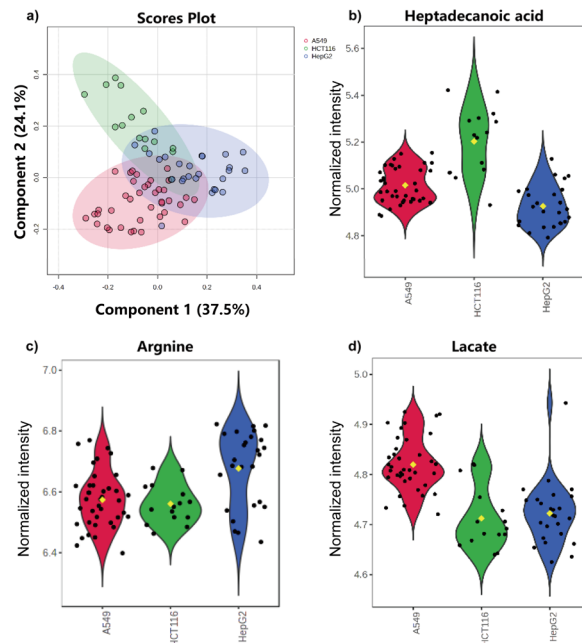 a)
Scores Plot
A549
HCT116
HepG2
Component 2 (24.1%)
0.4
0.2
0.0
-0.2
-0.4
-0.2
0.0
0.2
0.4
Component 1 (37.5%)
b)
Heptadecanoic acid
Normalized intensity
5.6
5.4
5.2
5.0
4.8
A549
HCT116
HepG2
c)
Argnine
Normalized intensity
7.0
6.8
6.6
6.4
A549
HCT116
HepG2
d)
Lacate
Normalized intensity
5.0
4.9
4.8
4.7
4.6
A549
HCT116
HepG2